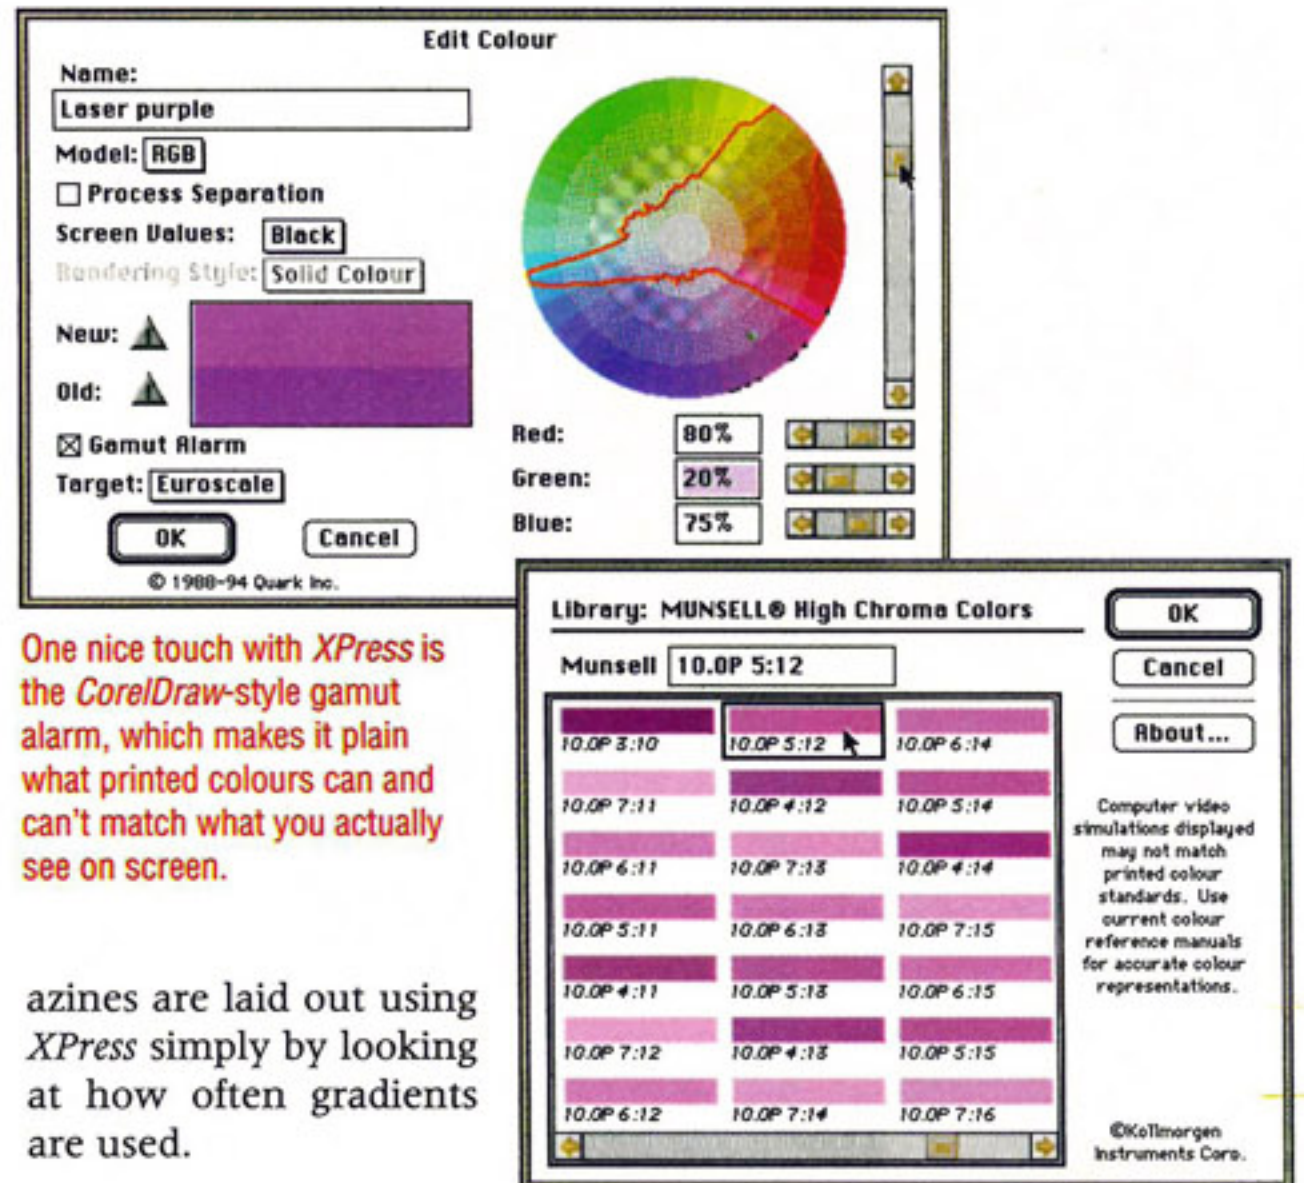 Edit Colour
Name:
Laser purple
Model: RGB
Process Separation
Screen Values: Black
Rendering Style: Solid Colour
New:
Old:
Gamut Alarm
Target: Euroscale
OK Cancel
© 1988-94 Quark Inc.
Red: 80%
Green: 20%
Blue: 75%
One nice touch with XPress is
the CorelDraw-style gamut
alarm, which makes it plain
what printed colours can and
can't match what you actually
see on screen.
azines are laid out using
XPress simply by looking
at how often gradients
are used.
Library: MUNSELL® High Chroma Colors
Munsell 10.0P 5:12
10.0P 3:10 10.0P 5:12 10.0P 6:14
10.0P 7:11 10.0P 4:12 10.0P 5:14
10.0P 6:11 10.0P 7:13 10.0P 4:14
10.0P 5:11 10.0P 6:13 10.0P 7:15
10.0P 4:11 10.0P 5:13 10.0P 6:15
10.0P 7:12 10.0P 4:13 10.0P 5:15
10.0P 6:12 10.0P 7:14 10.0P 7:16
OK
Cancel
About...
Computer video
simulations displayed
may not match
printed colour
standards. Use
current colour
reference manuals
for accurate colour
representations.
©Kollmorgen
Instruments Corp.